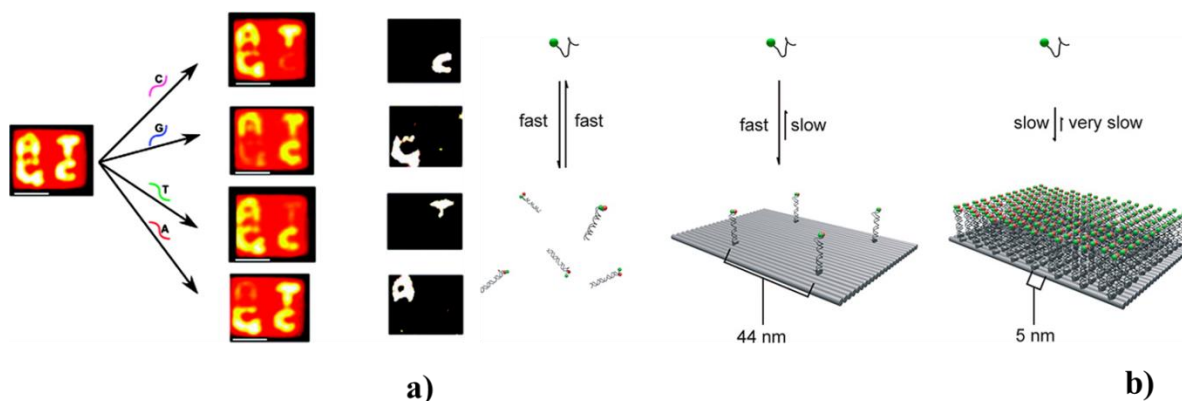 A T
G C
C
G
T
A
A T
G C
A T
G C
A T
G C
A T
G C
C
G
T
A
a)
fast fast
fast slow
slow very slow
44 nm
5 nm
b)